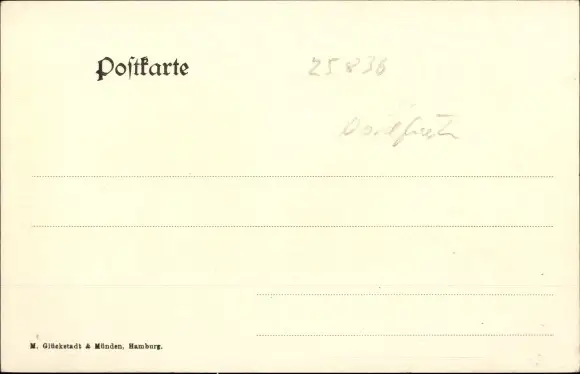 Postkarte
25836
M. Glückstadt & Münden, Hamburg.